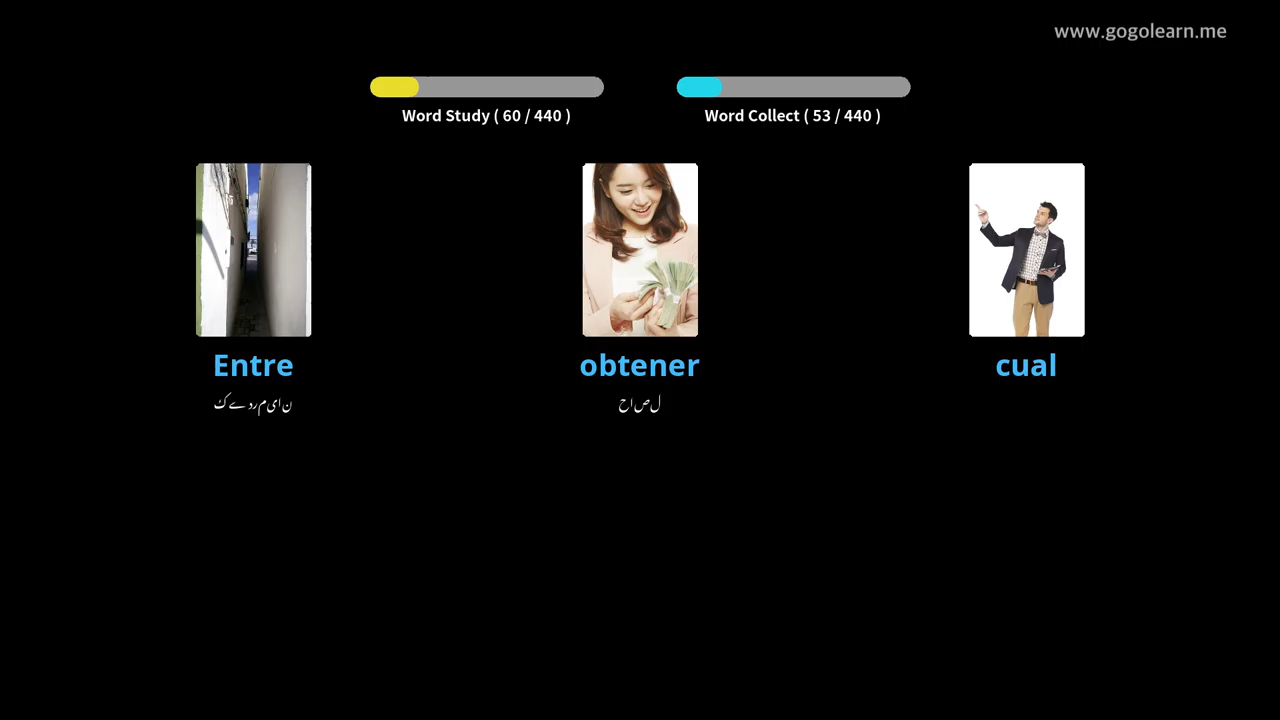 www.gogolearn.me
Word Study ( 60 / 440 )
Word Collect ( 53 / 440 )
Entre
obtener
cual
کے درمیان
حاصل